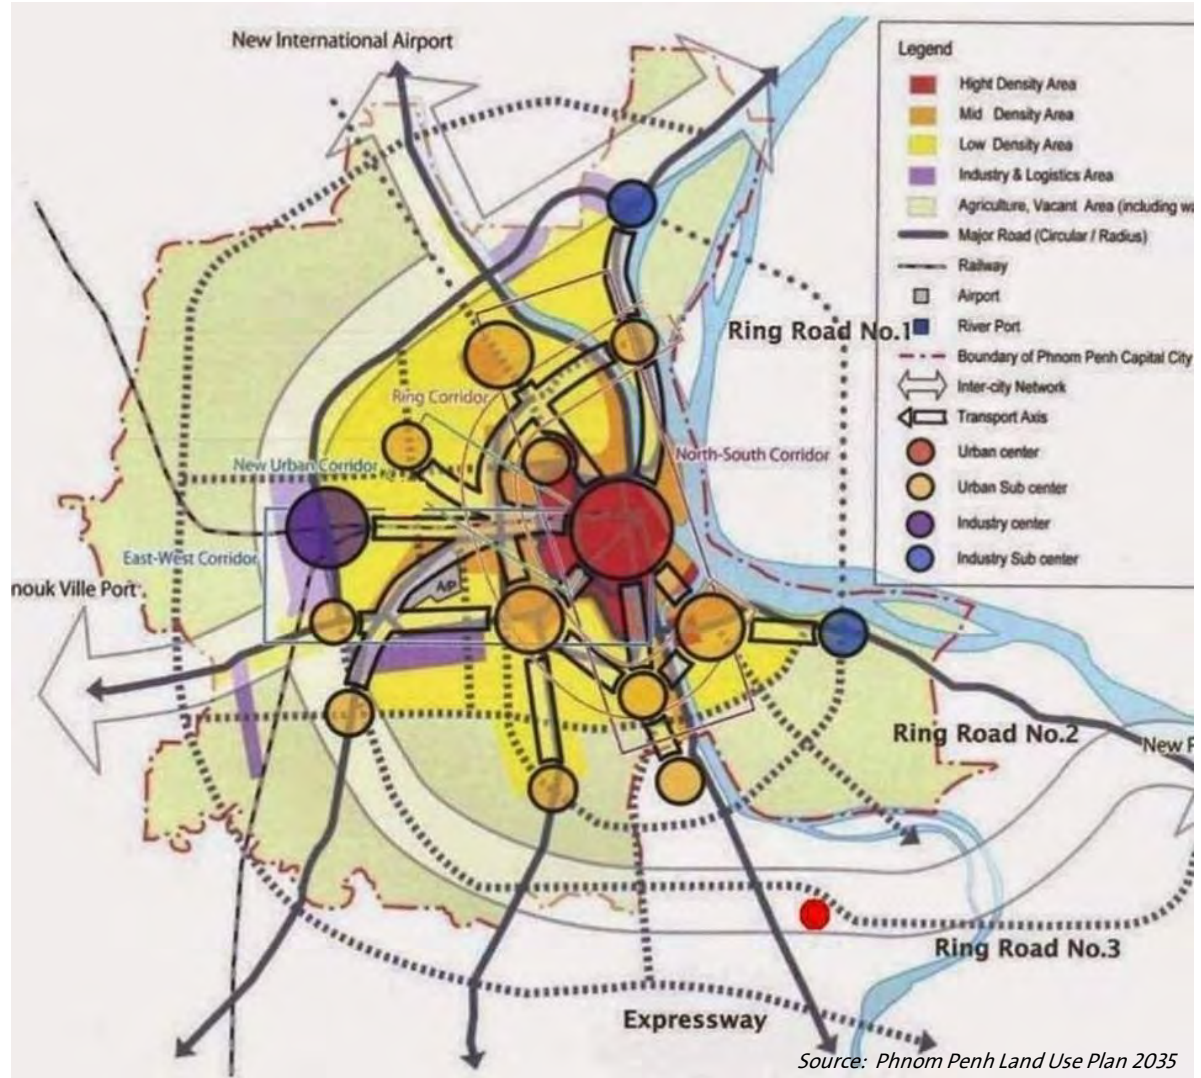 New International Airport
Legend
Hight Density Area
Mid Density Area
Low Density Area
Industry & Logistics Area
Agriculture, Vacant Area (including wa
Major Road (Circular / Radius)
Railway
Airport
River Port
Boundary of Phnom Penh Capital City
Inter-city Network
Transport Axis
Urban center
Urban Sub center
Industry center
Industry Sub center
Ring Road No.1
Ring Corridor
North-South Corridor
New Urban Corridor
East-West Corridor
A/P
nouk Ville Port
Ring Road No.2
New P
Ring Road No.3
Expressway
Source: Phnom Penh Land Use Plan 2035